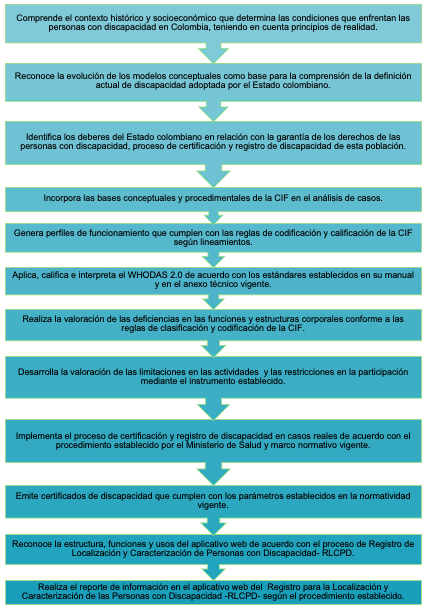 Comprende el contexto histórico y socioeconómico que determina las condiciones que enfrentan las
personas con discapacidad en Colombia, teniendo en cuenta principios de realidad.
Reconoce la evolución de los modelos conceptuales como base para la comprensión de la definición
actual de discapacidad adoptada por el Estado colombiano.
Identifica los deberes del Estado colombiano en relación con la garantía de los derechos de las
personas con discapacidad, proceso de certificación y registro de discapacidad de esta población.
Incorpora las bases conceptuales y procedimentales de la CIF en el análisis de casos.
Genera perfiles de funcionamiento que cumplen con las reglas de codificación y calificación de la CIF
según lineamientos.
Aplica, califica e interpreta el WHODAS 2.0 de acuerdo con los estándares establecidos en su manual
y en el anexo técnico vigente.
Realiza la valoración de las deficiencias en las funciones y estructuras corporales conforme a las
reglas de clasificación y codificación de la CIF.
Desarrolla la valoración de las limitaciones en las actividades y las restricciones en la participación
mediante el instrumento establecido.
Implementa el proceso de certificación y registro de discapacidad en casos reales de acuerdo con el
procedimiento establecido por el Ministerio de Salud y marco normativo vigente.
Emite certificados de discapacidad que cumplen con los parámetros establecidos en la normatividad
vigente.
Reconoce la estructura, funciones y usos del aplicativo web de acuerdo con el proceso de Registro de
Localización y Caracterización de Personas con Discapacidad- RLCPD.
Realiza el reporte de información en el aplicativo web del Registro para la Localización y
Caracterización de las Personas con Discapacidad -RLCPD- según el procedimiento establecido.